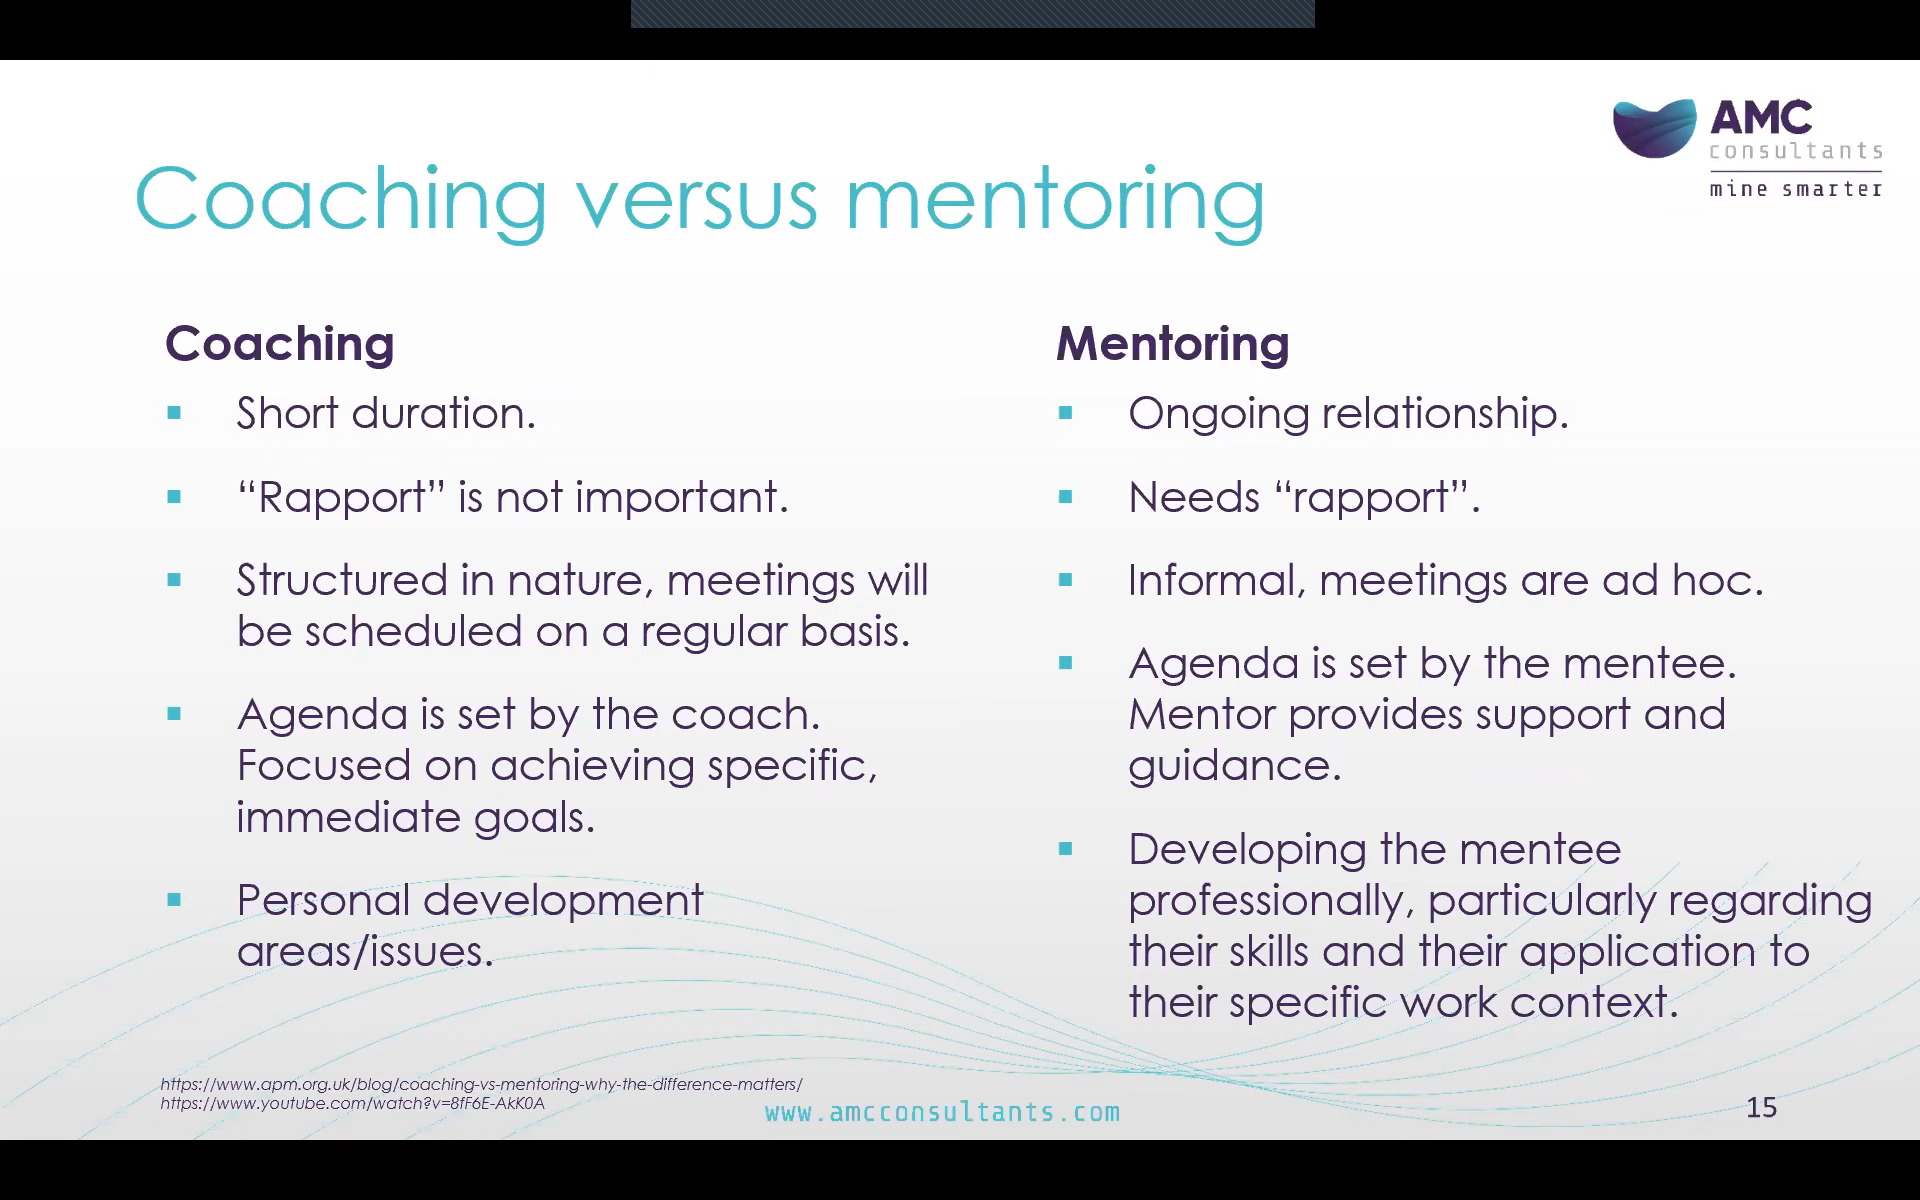 AMC
consultants
mine smarter
Coaching versus mentoring
Coaching
▪ Short duration.
▪ “Rapport” is not important.
▪ Structured in nature, meetings will
be scheduled on a regular basis.
▪ Agenda is set by the coach.
Focused on achieving specific,
immediate goals.
▪ Personal development
areas/issues.
Mentoring
▪ Ongoing relationship.
▪ Needs “rapport”.
▪ Informal, meetings are ad hoc.
▪ Agenda is set by the mentee.
Mentor provides support and
guidance.
▪ Developing the mentee
professionally, particularly regarding
their skills and their application to
their specific work context.
https://www.apm.org.uk/blog/coaching-vs-mentoring-why-the-difference-matters/
https://www.youtube.com/watch?v=8fF6E-AkK0A
www.amcconsultants.com
15